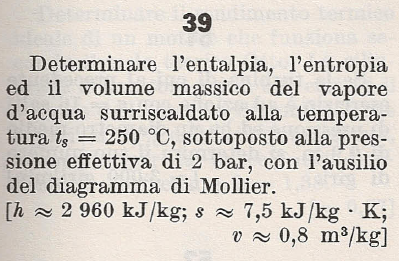 39
Determinare l'entalpia, l'entropia
ed il volume massico del vapore
d'acqua surriscaldato alla tempera-
tura tₛ = 250 °C, sottoposto alla pres-
sione effettiva di 2 bar, con l'ausilio
del diagramma di Mollier.
[h ≈ 2 960 kJ/kg; s ≈ 7,5 kJ/kg · K;
v ≈ 0,8 m³/kg]